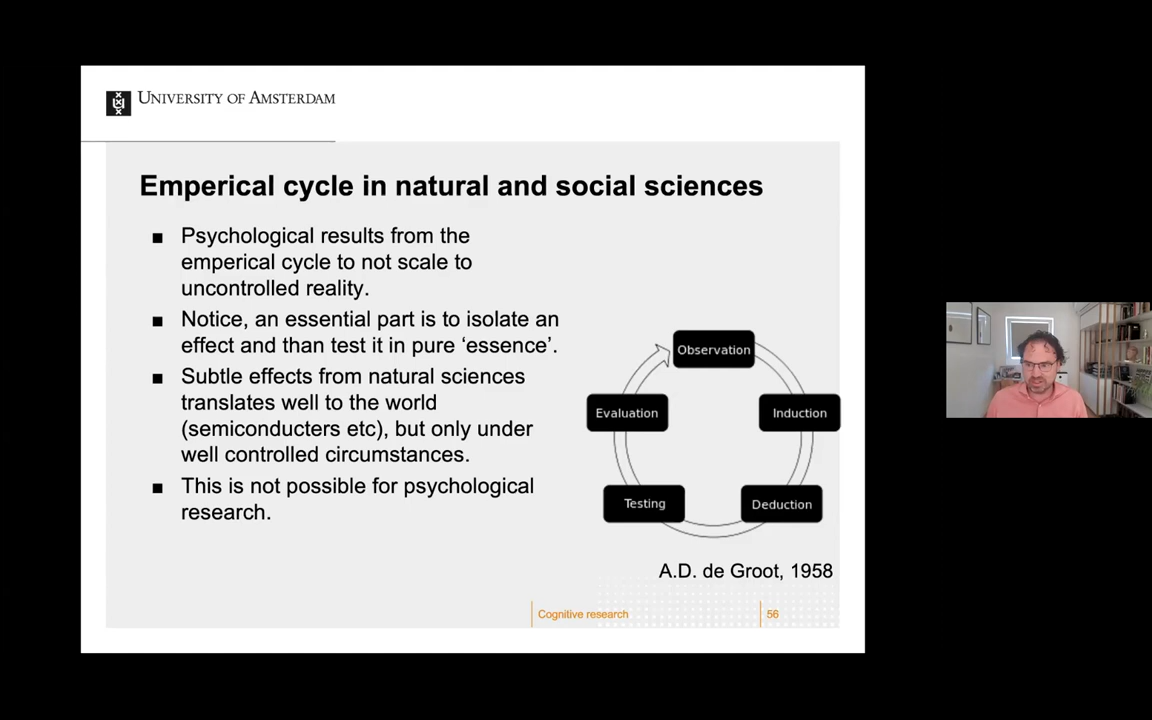 UNIVERSITY OF AMSTERDAM
Emperical cycle in natural and social sciences
Psychological results from the
emperical cycle to not scale to
uncontrolled reality.
Notice, an essential part is to isolate an
effect and than test it in pure ‘essence’.
Subtle effects from natural sciences
translates well to the world
(semiconducters etc), but only under
well controlled circumstances.
This is not possible for psychological
research.
Observation
Evaluation
Induction
Testing
Deduction
A.D. de Groot, 1958
Cognitive research
56